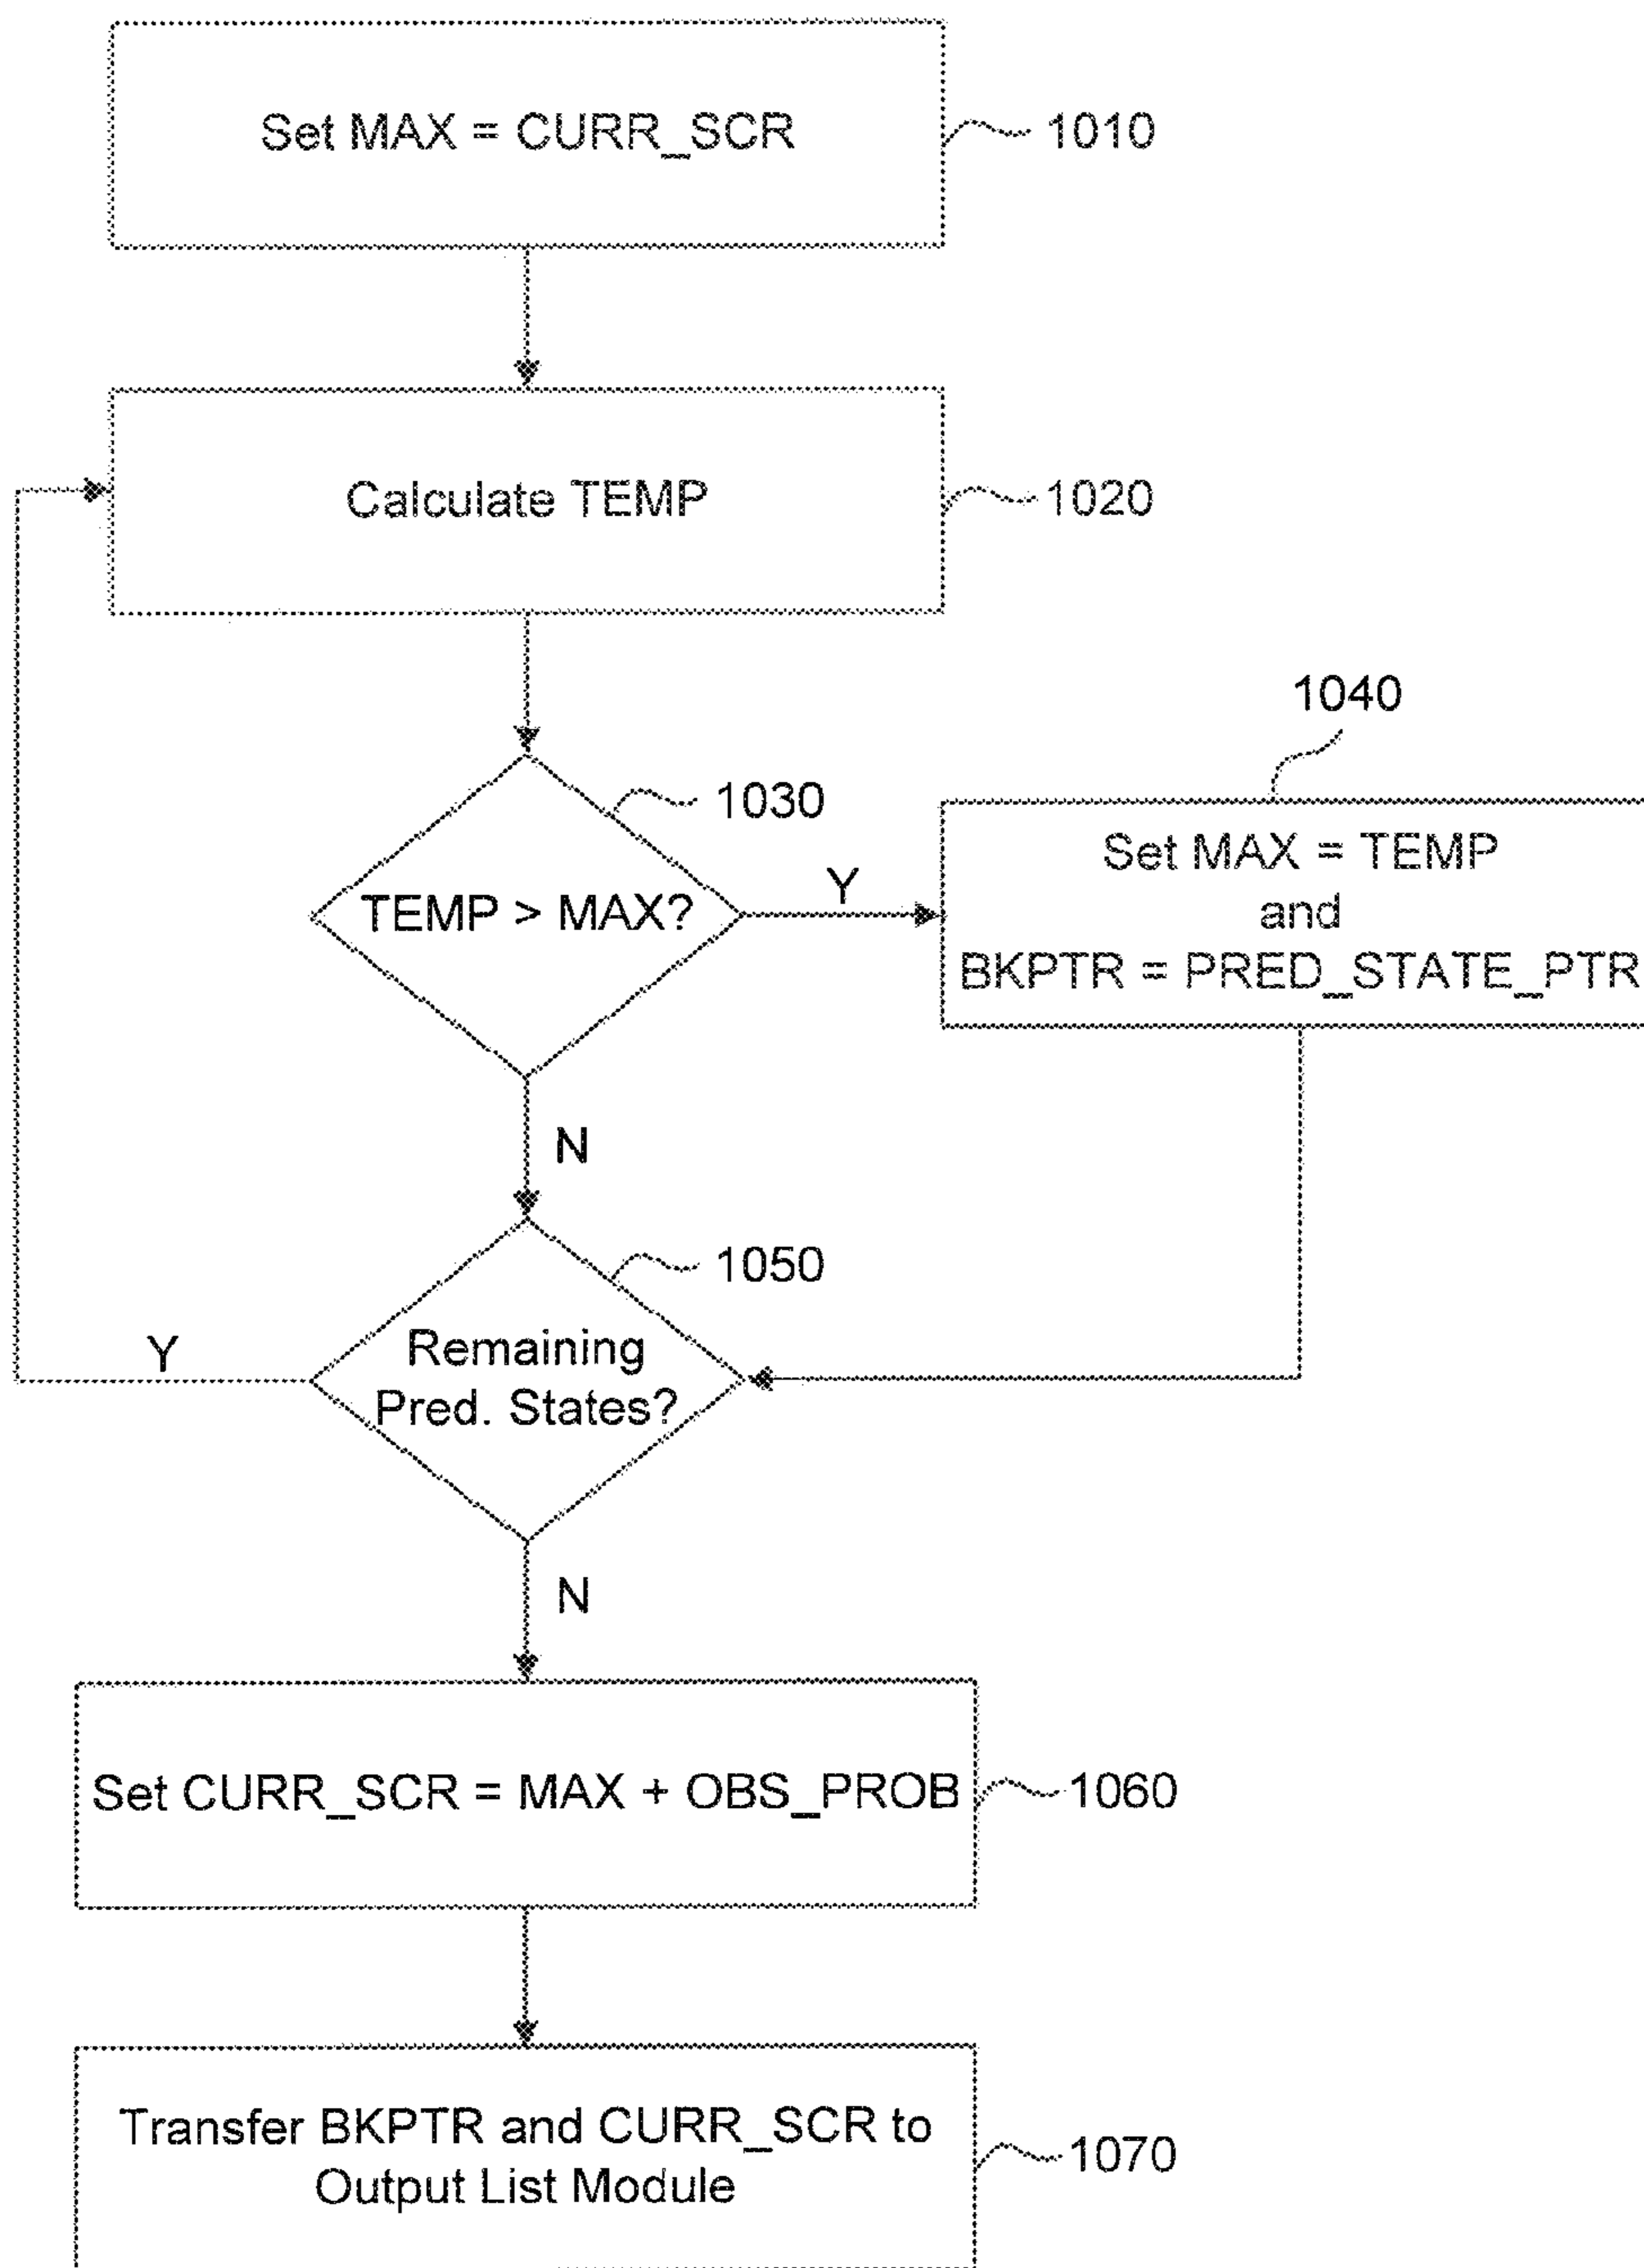 Set MAX = CURR_SCR
1010
Calculate TEMP
1020
1040
1030
TEMP > MAX?
Y
Set MAX = TEMP
and
BKPTR = PRED_STATE_PTR
N
1050
Remaining
Pred. States?
Y
N
Set CURR_SCR = MAX + OBS_PROB
1060
Transfer BKPTR and CURR_SCR to
Output List Module
1070